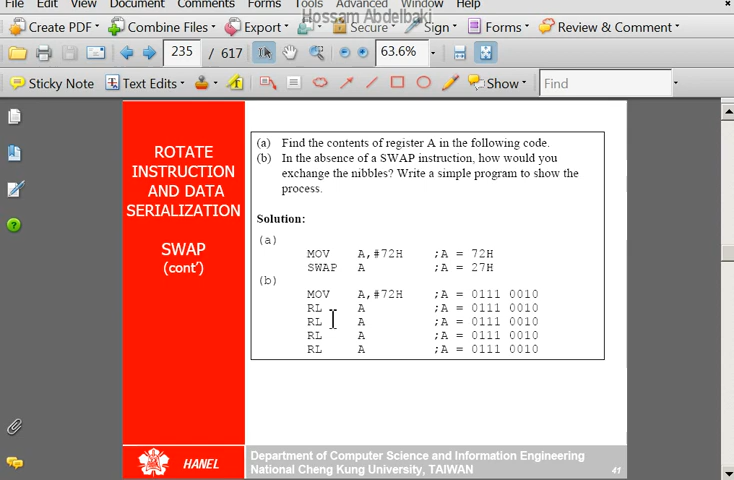 File Edit View Document Comments Forms Tools Advanced Window Help
Hossam Abdelbaki
Create PDF Combine Files Export Secure Sign Forms Review & Comment
235 / 617 63.6%
Sticky Note Text Edits Show Find
ROTATE
INSTRUCTION
AND DATA
SERIALIZATION
SWAP
(cont’)
(a) Find the contents of register A in the following code.
(b) In the absence of a SWAP instruction, how would you
exchange the nibbles? Write a simple program to show the
process.
Solution:
(a)
MOV A,#72H ;A = 72H
SWAP A ;A = 27H
(b)
MOV A,#72H ;A = 0111 0010
RL A ;A = 0111 0010
RL A ;A = 0111 0010
RL A ;A = 0111 0010
RL A ;A = 0111 0010
HANEL
Department of Computer Science and Information Engineering
National Cheng Kung University, TAIWAN
41